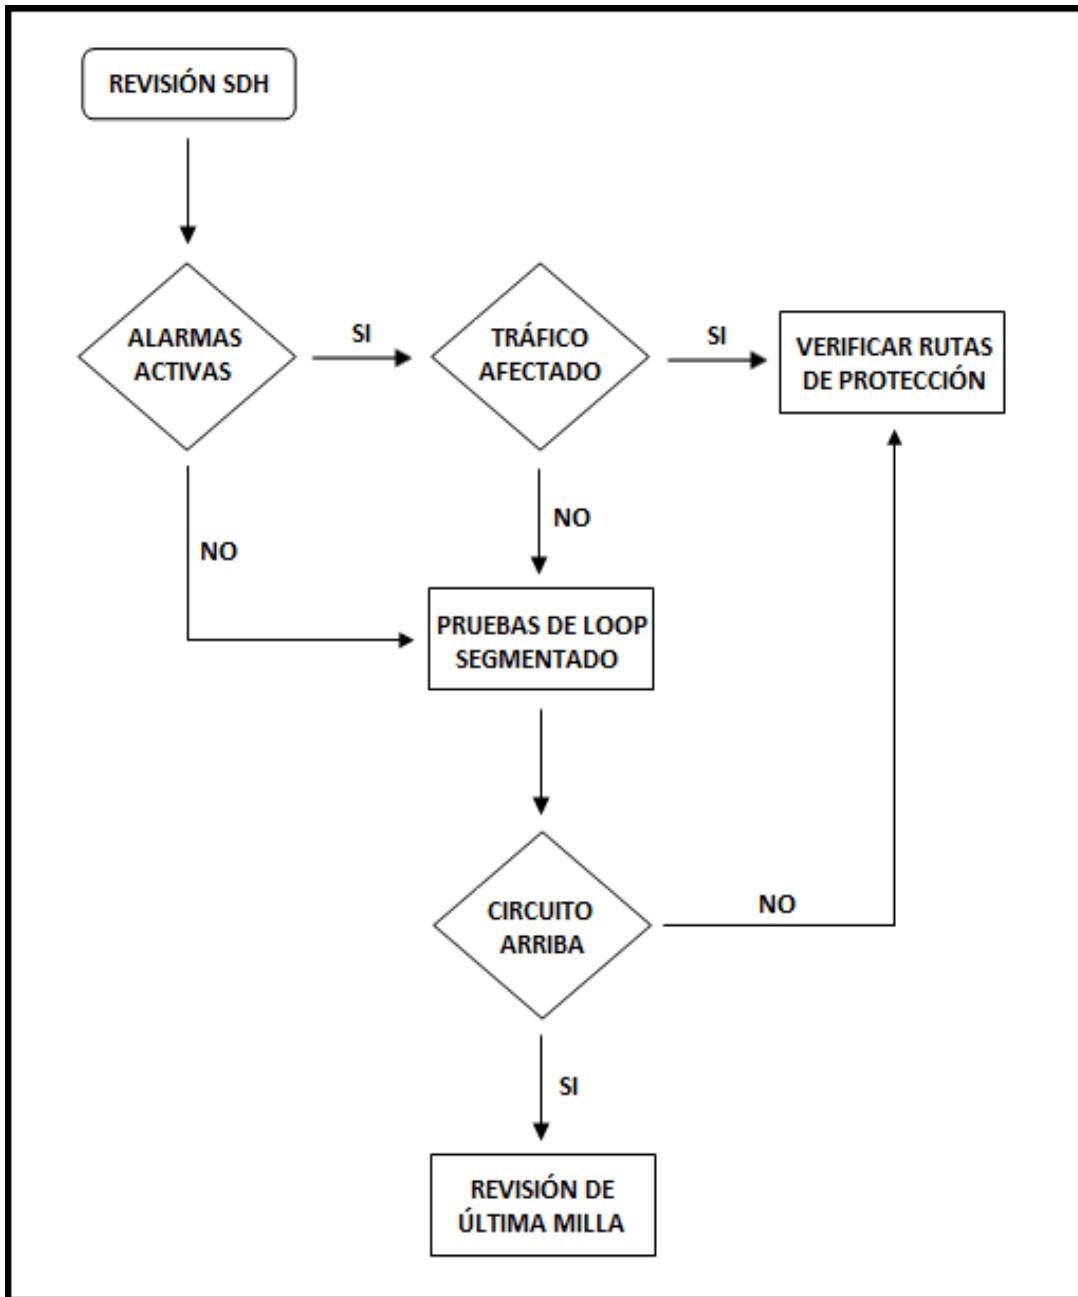 REVISIÓN SDH
ALARMAS
ACTIVAS
SI
TRÁFICO
AFECTADO
SI
VERIFICAR RUTAS
DE PROTECCIÓN
NO
NO
PRUEBAS DE LOOP
SEGMENTADO
CIRCUITO
ARRIBA
NO
SI
REVISIÓN DE
ÚLTIMA MILLA